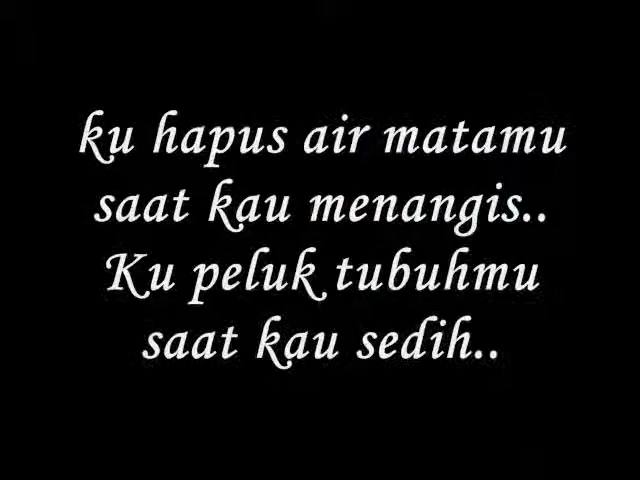 ku hapus air matamu
saat kau menangis..
Ku peluk tubuhmu
saat kau sedih..